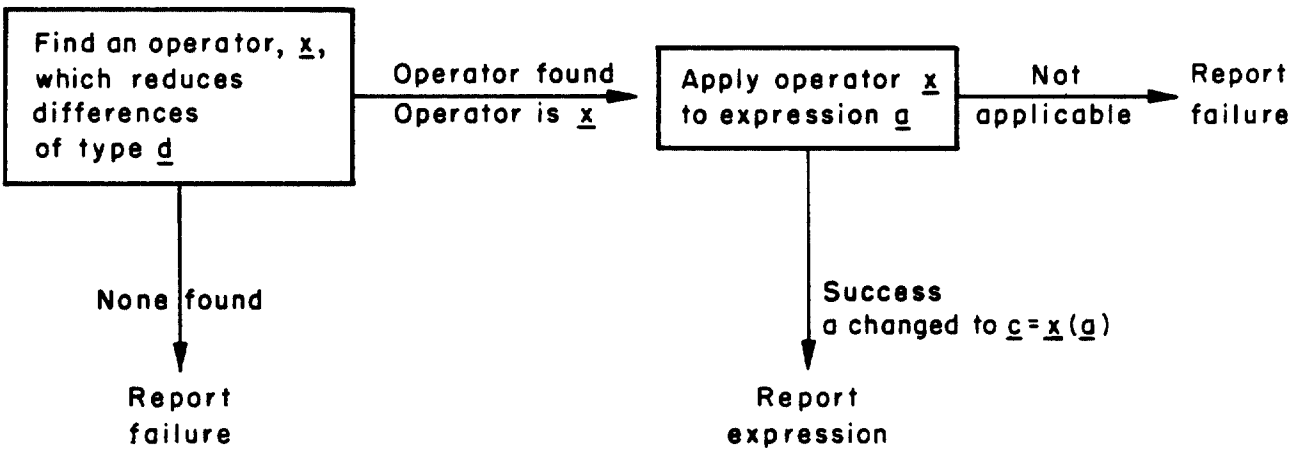 Find an operator, x,
which reduces
differences
of type d
Operator found
Operator is x
Apply operator x
to expression a
Not
applicable
Report
failure
None found
Success
a changed to c = x (a)
Report
failure
Report
expression